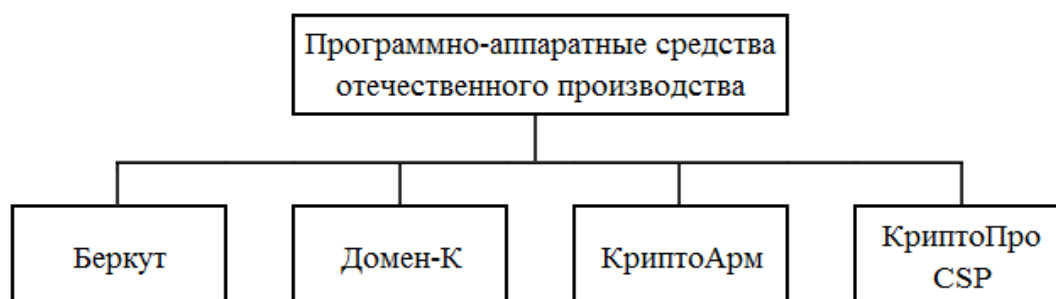 Программно-аппаратные средства
отечественного производства
Беркут
Домен-К
КриптоАрм
КриптоПро
CSP